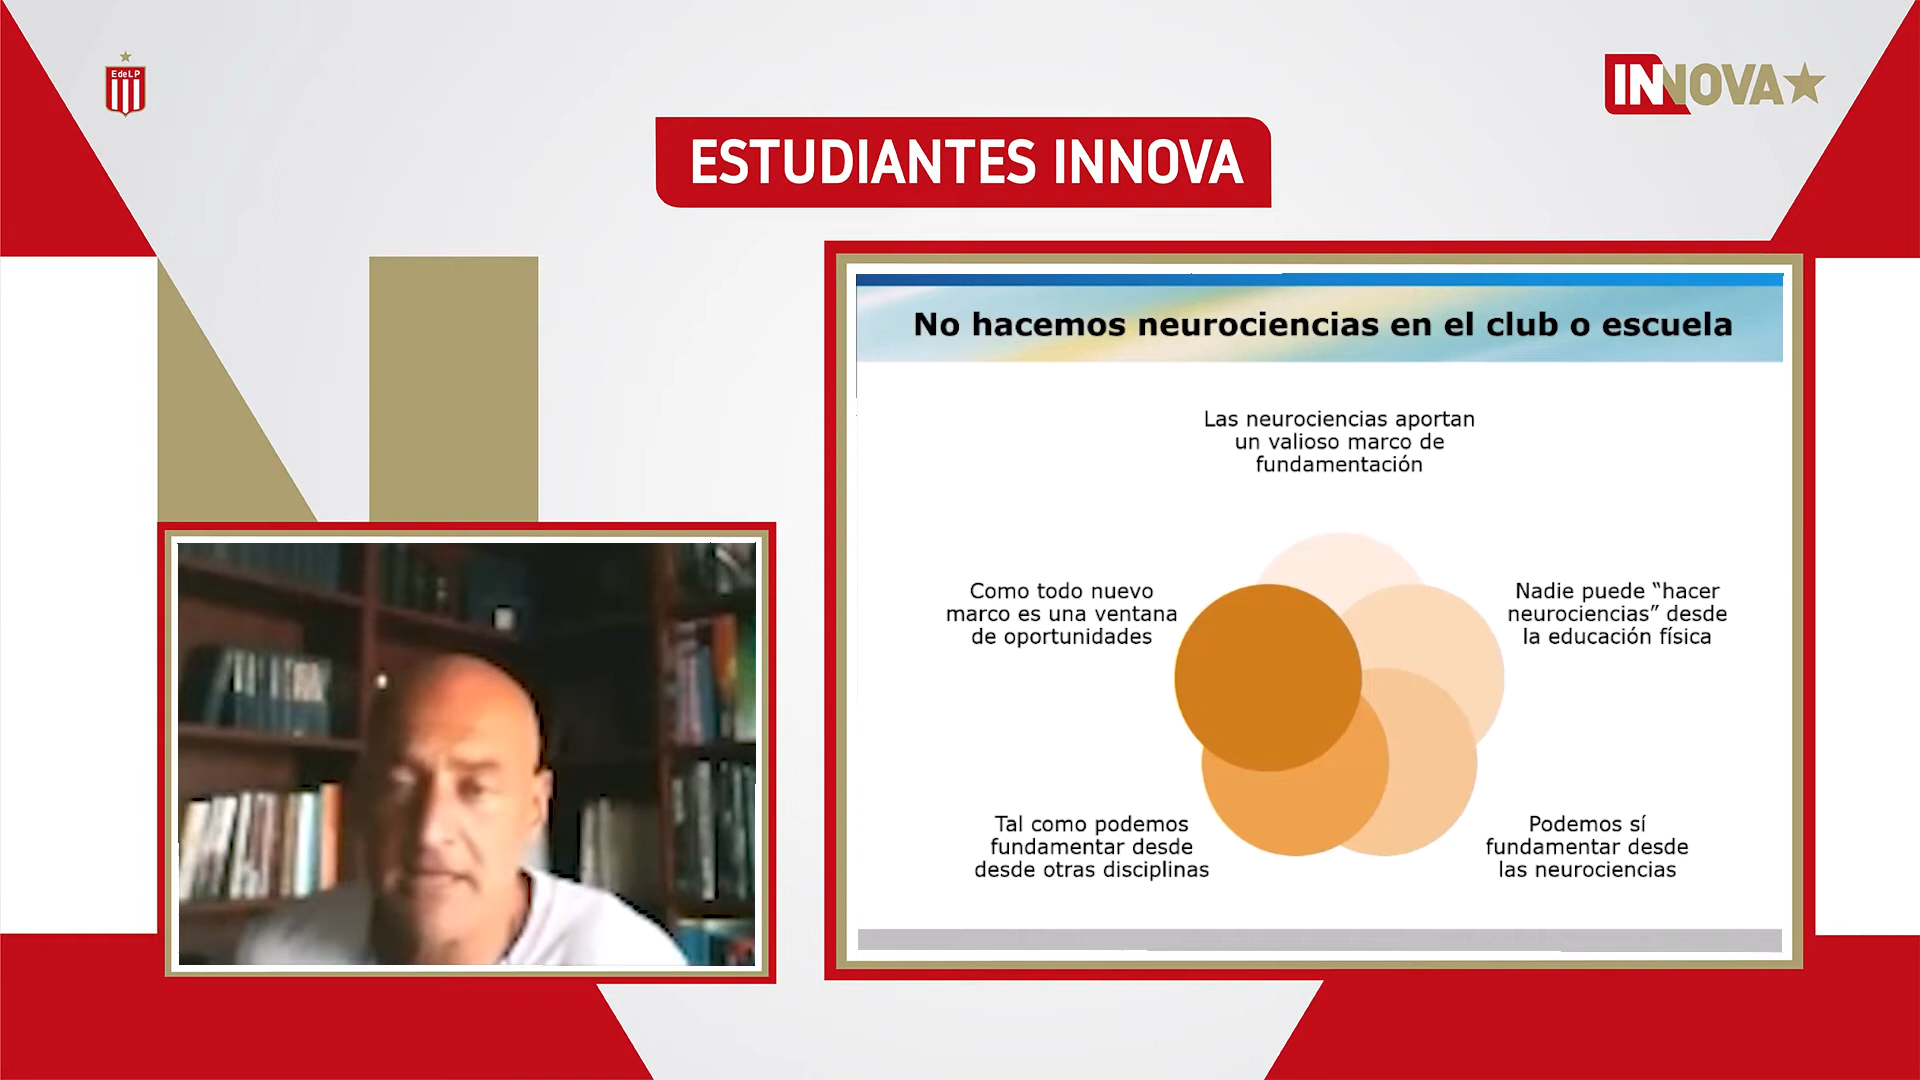 EdeLP
INNOVA
ESTUDIANTES INNOVA
No hacemos neurociencias en el club o escuela
Las neurociencias aportan
un valioso marco de
fundamentación
Como todo nuevo
marco es una ventana
de oportunidades
Nadie puede “hacer
neurociencias” desde
la educación física
Tal como podemos
fundamentar desde
desde otras disciplinas
Podemos sí
fundamentar desde
las neurociencias